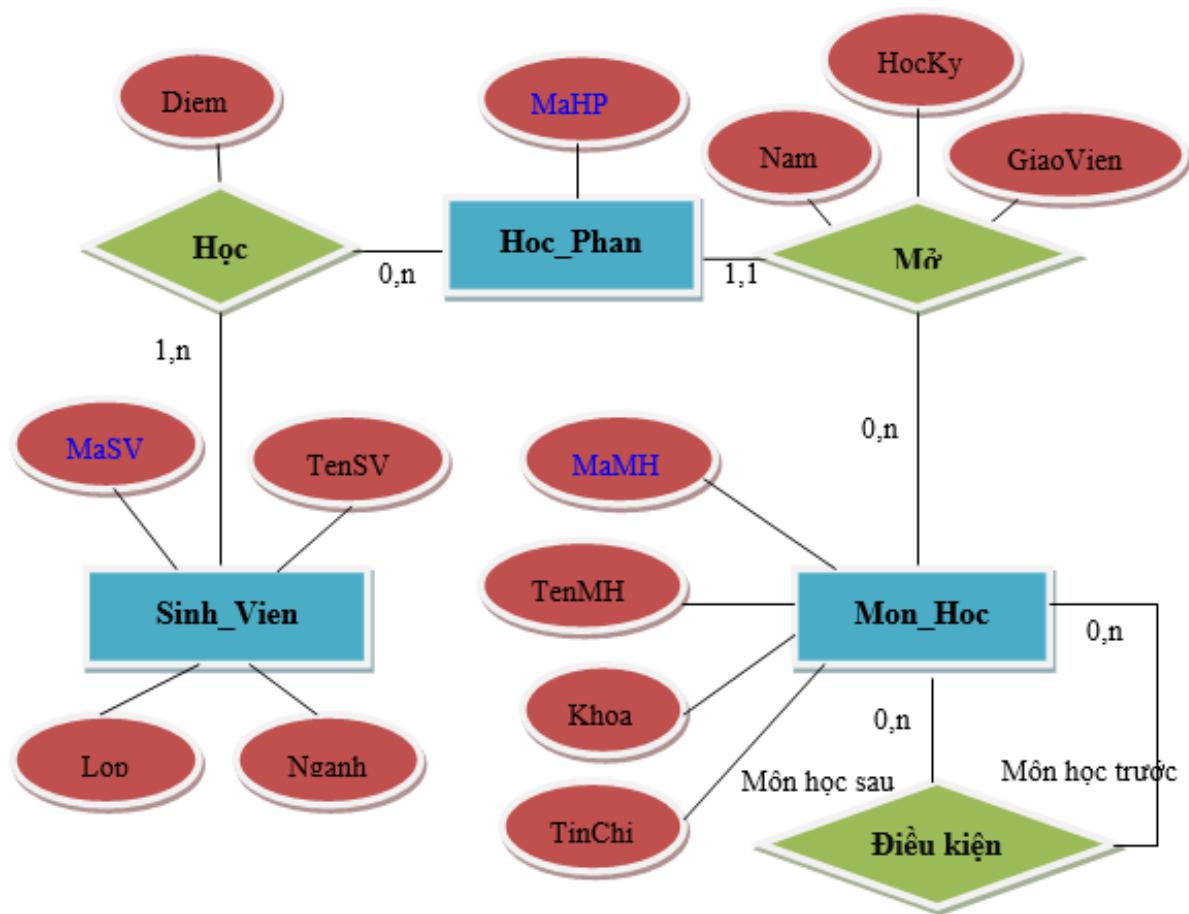 HocKy
Diem
MaHP
Nam
GiaoVien
Học
Hoc_Phan
Mở
0,n
1,1
1,n
0,n
MaSV
TenSV
MaMH
TenMH
Sinh_Vien
Mon_Hoc
0,n
Khoa
0,n
Lop
Nganh
Môn học sau
Môn học trước
TinChi
Điều kiện